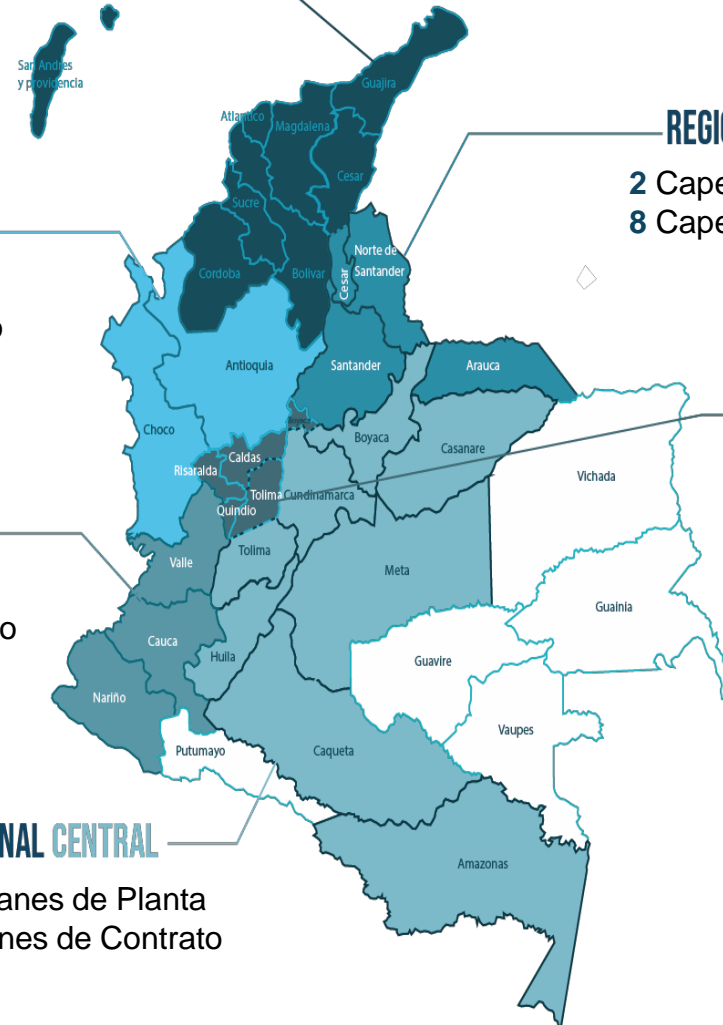 San Andres
y providencia
Guajira
Atlantico
Magdalena
REGIO
Cesar
2 Cape
8 Cape
Sucre
Norte de
Santander
Cordoba
Bolivar
Cesar
o
Antioquia
Santander
Arauca
Choco
Boyaca
Casanare
Caldas
Risaralda
Vichada
Tolima
Cundinamarca
Quindio
Tolima
Valle
Meta
Guainia
o
Cauca
Huila
Guavire
Nariño
Vaupes
Putumayo
Caqueta
NAL CENTRAL
Amazonas
anes de Planta
nes de Contrato